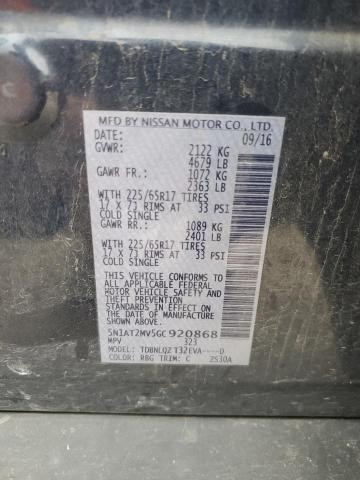 MFD BY NISSAN MOTOR CO., LTD.
DATE: 09/16
GVWR: 2122 KG
4679 LB
GAWR FR.: 1072 KG
2363 LB
WITH 225/65R17 TIRES
17 X 7J RIMS AT 33 PSI
COLD SINGLE
GAWR RR.: 1089 KG
2401 LB
WITH 225/65R17 TIRES
17 X 7J RIMS AT 33 PSI
COLD SINGLE
THIS VEHICLE CONFORMS TO
ALL APPLICABLE FEDERAL
MOTOR VEHICLE SAFETY
STANDARDS IN EFFECT ON
THE DATE OF MANUFACTURE
SHOWN ABOVE.
5N1AT2MV5GC920868
MPV 323
MODEL: TDBNLQZ T32EVA----D
COLOR: RBG TRIM: C 2S30A